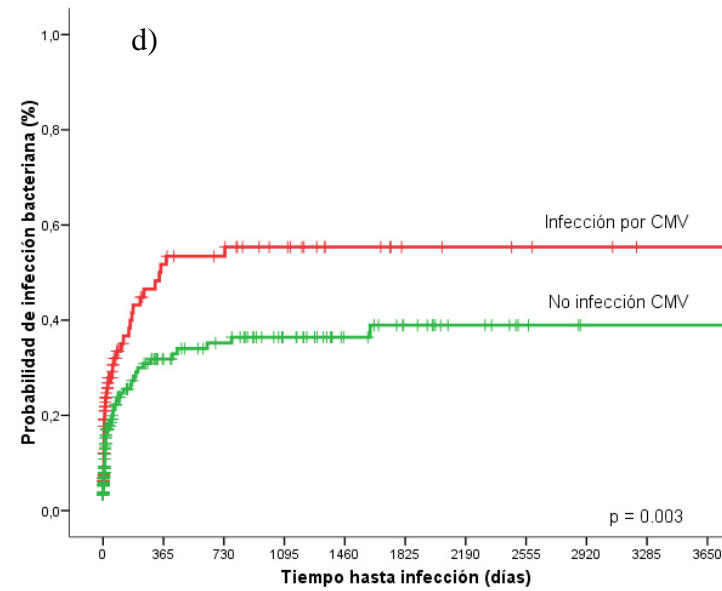 d)
Probabilidad de infección bacteriana (%)
1,0
0,8
0,6
0,4
0,2
0,0
Infección por CMV
No infección CMV
p = 0.003
0 365 730 1095 1460 1825 2190 2555 2920 3285 3650
Tiempo hasta infección (días)